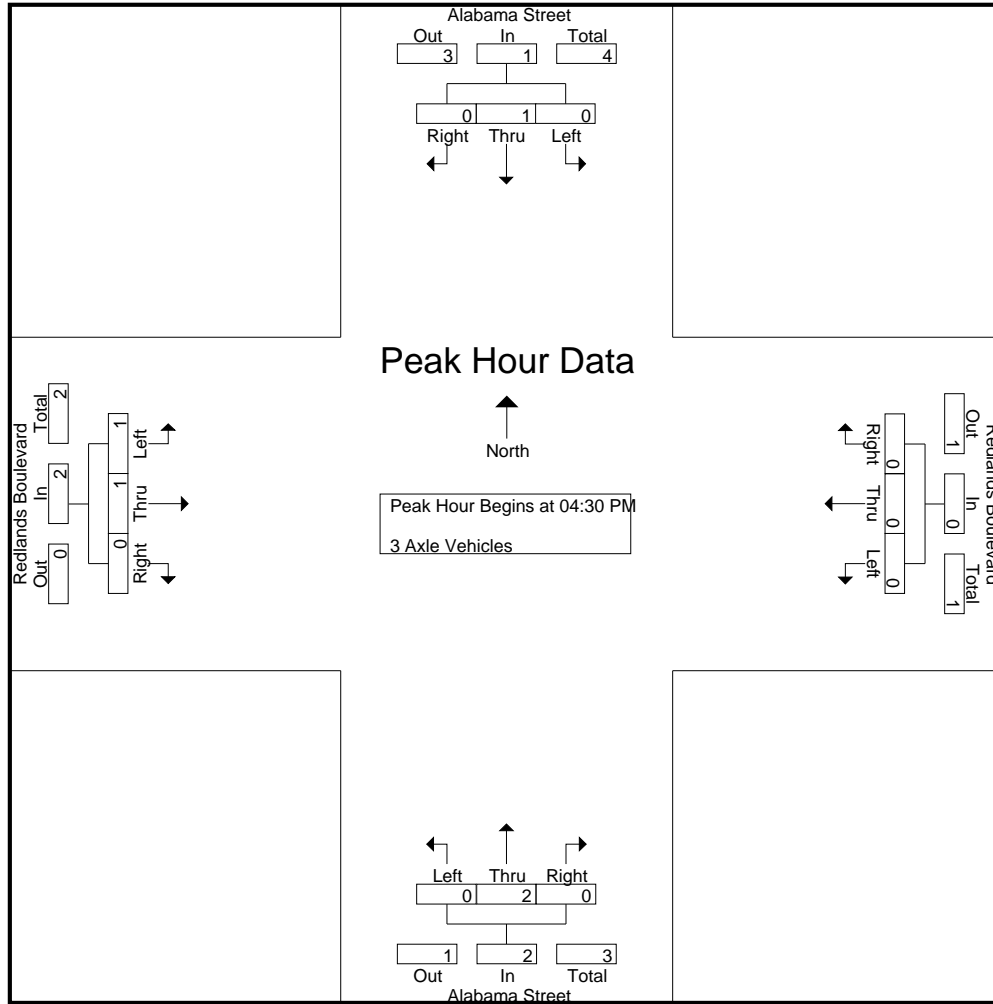 Alabama Street
Out In Total
3 1 4
0 1 0
Right Thru Left
Peak Hour Data
North
Peak Hour Begins at 04:30 PM
3 Axle Vehicles
Redlands Boulevard
Out In Total
0 2 2
0 1 1
Right Thru Left
Redlands Boulevard
Out In Total
1 0 1
0 0 0
Right Thru Left
Left Thru Right
0 2 0
1 2 3
Out In Total
Alabama Street